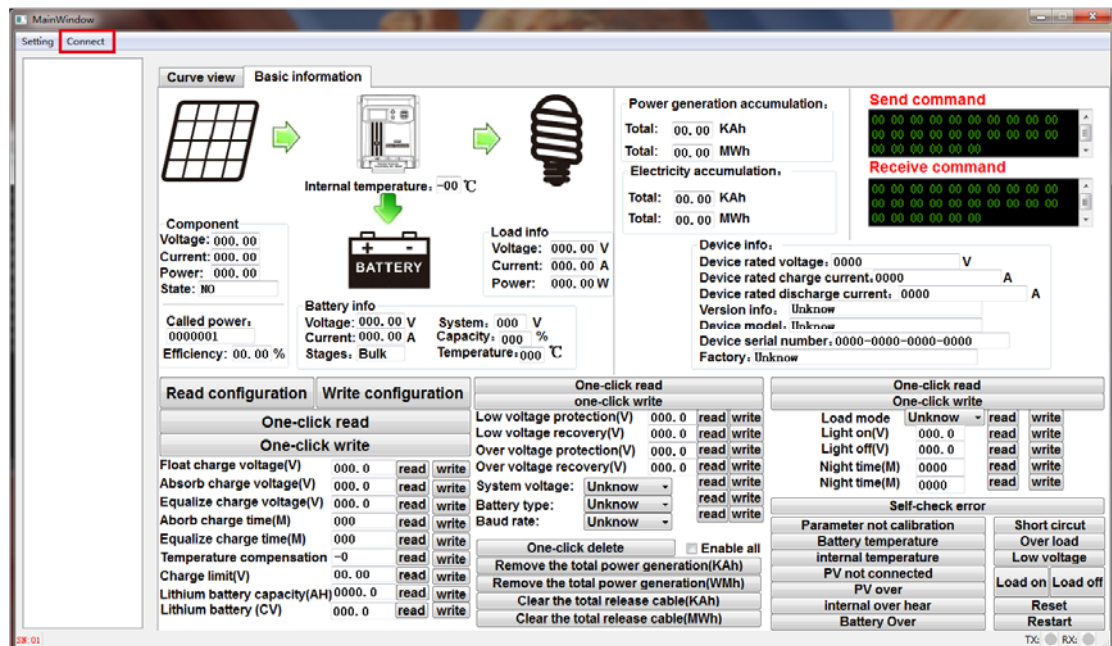 MainWindow
Setting Connect
Curve view Basic information
Internal temperature: -00 ℃
Component
Voltage: 000.00
Current: 000.00
Power: 000.00
State: NO
Called power:
0000001
Efficiency: 00.00 %
+ -
BATTERY
Battery info
Voltage: 000.00 V System: 000 V
Current: 000.00 A Capacity: 000 %
Stages: Bulk Temperature: 000 ℃
Load info
Voltage: 000.00 V
Current: 000.00 A
Power: 000.00 W
Power generation accumulation:
Total: 00.00 KAh
Total: 00.00 MWh
Electricity accumulation:
Total: 00.00 KAh
Total: 00.00 MWh
Send command
00 00 00 00 00 00 00 00 00 00
00 00 00 00 00 00 00 00 00 00
00 00 00 00 00 00
Receive command
00 00 00 00 00 00 00 00 00 00
00 00 00 00 00 00 00 00 00 00
00 00 00 00 00 00
Device info:
Device rated voltage: 0000 V
Device rated charge current: 0000 A
Device rated discharge current: 0000 A
Version info: Unknow
Device model: Unknow
Device serial number: 0000-0000-0000-0000
Factory: Unknow
Read configuration Write configuration
One-click read
One-click write
Float charge voltage(V) 000.0 read write
Absorb charge voltage(V) 000.0 read write
Equalize charge voltage(V) 000.0 read write
Aborb charge time(M) 000 read write
Equalize charge time(M) 000 read write
Temperature compensation -0 read write
Charge limit(V) 00.00 read write
Lithium battery capacity(AH) 0000.0 read write
Lithium battery (CV) 000.0 read write
One-click read
one-click write
Low voltage protection(V) 000.0 read write
Low voltage recovery(V) 000.0 read write
Over voltage protection(V) 000.0 read write
Over voltage recovery(V) 000.0 read write
System voltage: Unknow read write
Battery type: Unknow read write
Baud rate: Unknow read write
One-click delete Enable all
Remove the total power generation(KAh)
Remove the total power generation(WMh)
Clear the total release cable(KAh)
Clear the total release cable(MWh)
One-click read
One-click write
Load mode Unknow read write
Light on(V) 000.0 read write
Light off(V) 000.0 read write
Night time(M) 0000 read write
Night time(M) 0000 read write
Self-check error
Parameter not calibration Short circut
Battery temperature Over load
internal temperature Low voltage
PV not connected
PV over Load on Load off
internal over hear Reset
Battery Over Restart
SN:01 TX: RX: